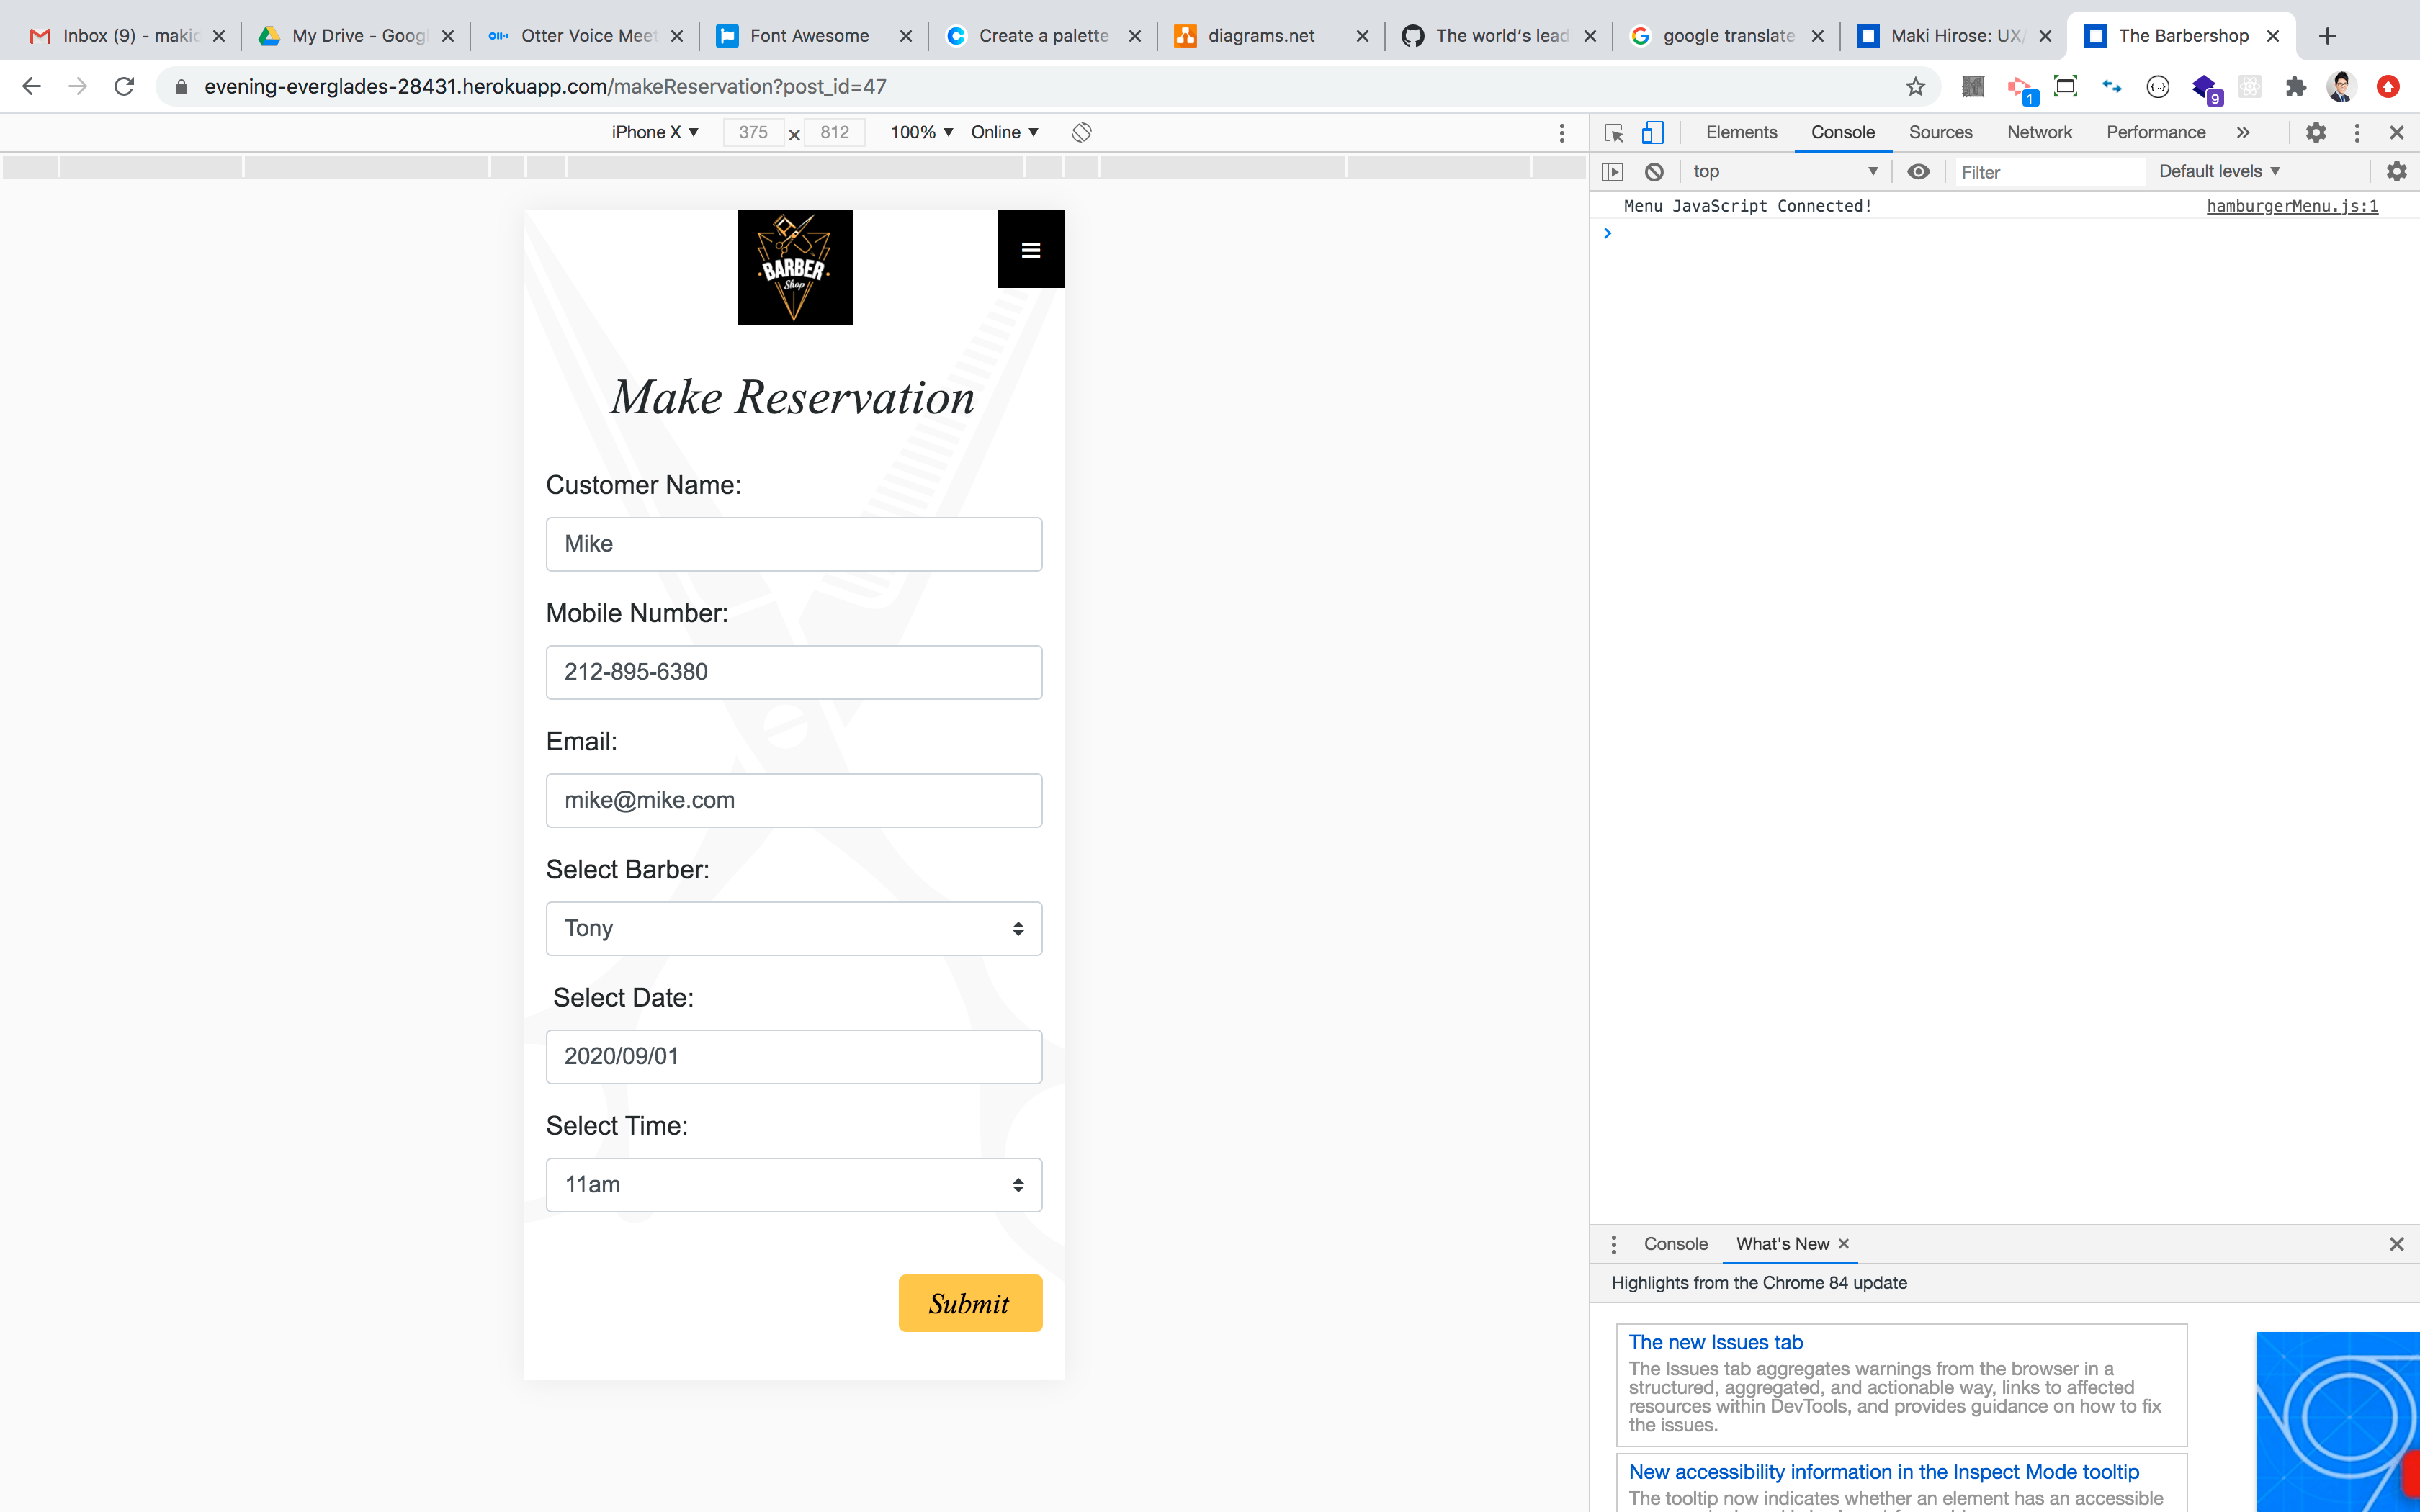 Inbox (9) - makic
My Drive - Googl
Otter Voice Meet
Font Awesome
Create a palette
diagrams.net
The world's lead
google translate
Maki Hirose: UX/
The Barbershop
evening-everglades-28431.herokuapp.com/makeReservation?post_id=47
1
9
iPhone X
375
812
100%
Online
Elements
Console
Sources
Network
Performance
top
Filter
Default levels
Menu JavaScript Connected!
hamburgerMenu.js:1
BARBER
Shop
Make Reservation
Customer Name:
Mike
Mobile Number:
212-895-6380
Email:
mike@mike.com
Select Barber:
Tony
Select Date:
2020/09/01
Select Time:
11am
Submit
Console
What's New
Highlights from the Chrome 84 update
The new Issues tab
The Issues tab aggregates warnings from the browser in a
structured, aggregated, and actionable way, links to affected
resources within DevTools, and provides guidance on how to fix
the issues.
New accessibility information in the Inspect Mode tooltip
The tooltip now indicates whether an element has an accessible